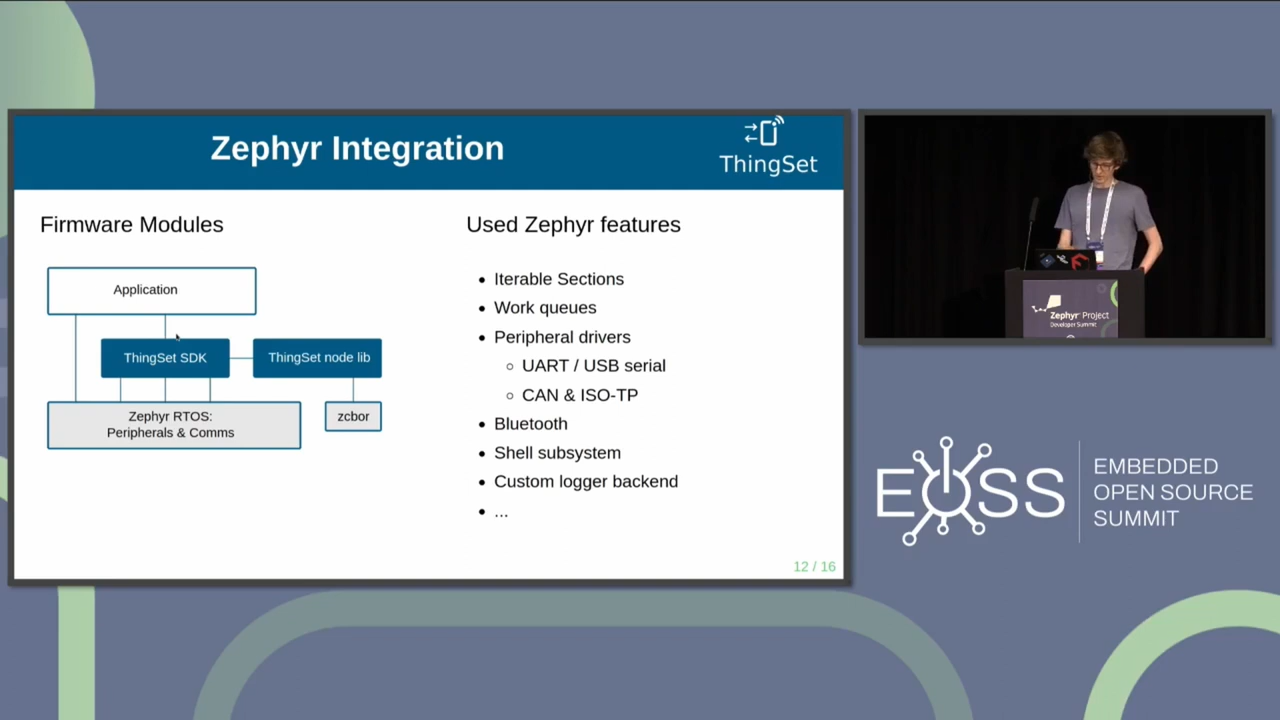 Zephyr Integration
ThingSet
Firmware Modules
Application
ThingSet SDK
ThingSet node lib
Zephyr RTOS:
Peripherals & Comms
zcbor
Used Zephyr features
• Iterable Sections
• Work queues
• Peripheral drivers
○ UART / USB serial
○ CAN & ISO-TP
• Bluetooth
• Shell subsystem
• Custom logger backend
• ...
12 / 16
Zephyr Project
Developer Summit
EOSS
EMBEDDED
OPEN SOURCE
SUMMIT